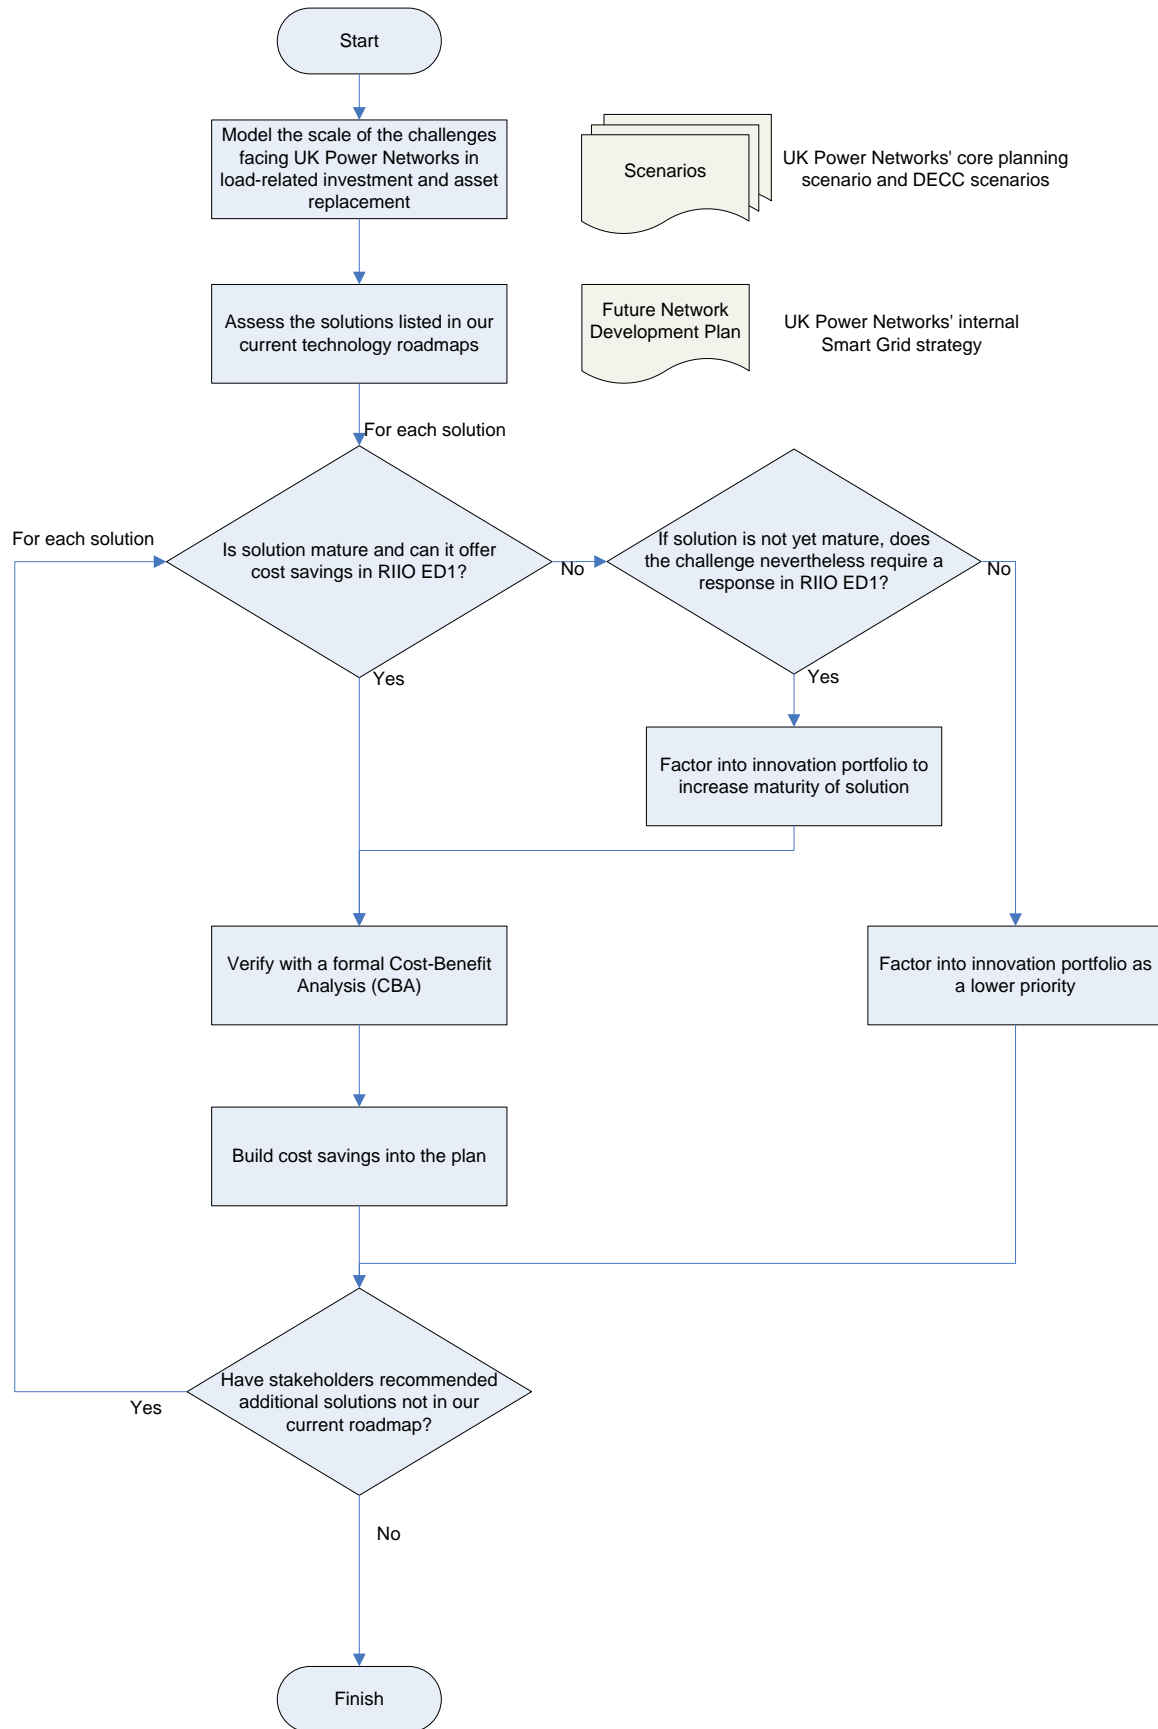 Start
Model the scale of the challenges
facing UK Power Networks in
load-related investment and asset
replacement
Scenarios
UK Power Networks' core planning
scenario and DECC scenarios
Assess the solutions listed in our
current technology roadmaps
Future Network
Development Plan
UK Power Networks' internal
Smart Grid strategy
For each solution
For each solution
Is solution mature and can it offer
cost savings in RIIO ED1?
No
If solution is not yet mature, does
the challenge nevertheless require a
response in RIIO ED1?
No
Yes
Yes
Factor into innovation portfolio to
increase maturity of solution
Verify with a formal Cost-Benefit
Analysis (CBA)
Factor into innovation portfolio as
a lower priority
Build cost savings into the plan
Have stakeholders recommended
additional solutions not in our
current roadmap?
Yes
No
Finish